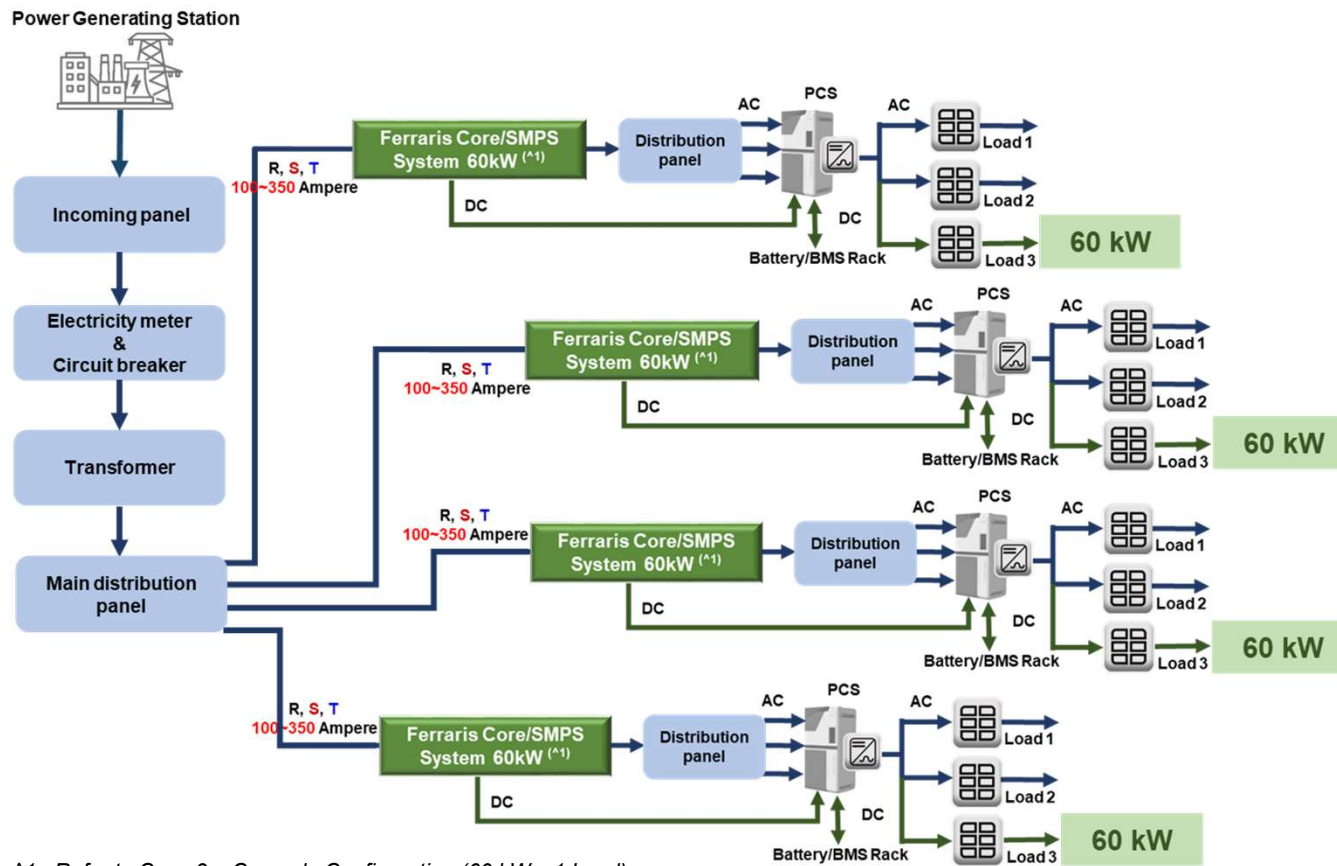 Power Generating Station
Incoming panel
Electricity meter
&
Circuit breaker
Transformer
Main distribution
panel
R, S, T
100~350 Ampere
Ferraris Core/SMPS
System 60kW (^1)
DC
Distribution
panel
AC
PCS
DC
Battery/BMS Rack
AC
Load 1
Load 2
Load 3
60 kW
R, S, T
100~350 Ampere
Ferraris Core/SMPS
System 60kW (^1)
DC
Distribution
panel
AC
PCS
DC
Battery/BMS Rack
AC
Load 1
Load 2
Load 3
60 kW
R, S, T
100~350 Ampere
Ferraris Core/SMPS
System 60kW (^1)
DC
Distribution
panel
AC
PCS
DC
Battery/BMS Rack
AC
Load 1
Load 2
Load 3
60 kW
R, S, T
100~350 Ampere
Ferraris Core/SMPS
System 60kW (^1)
DC
Distribution
panel
AC
PCS
DC
Battery/BMS Rack
AC
Load 1
Load 2
Load 3
60 kW